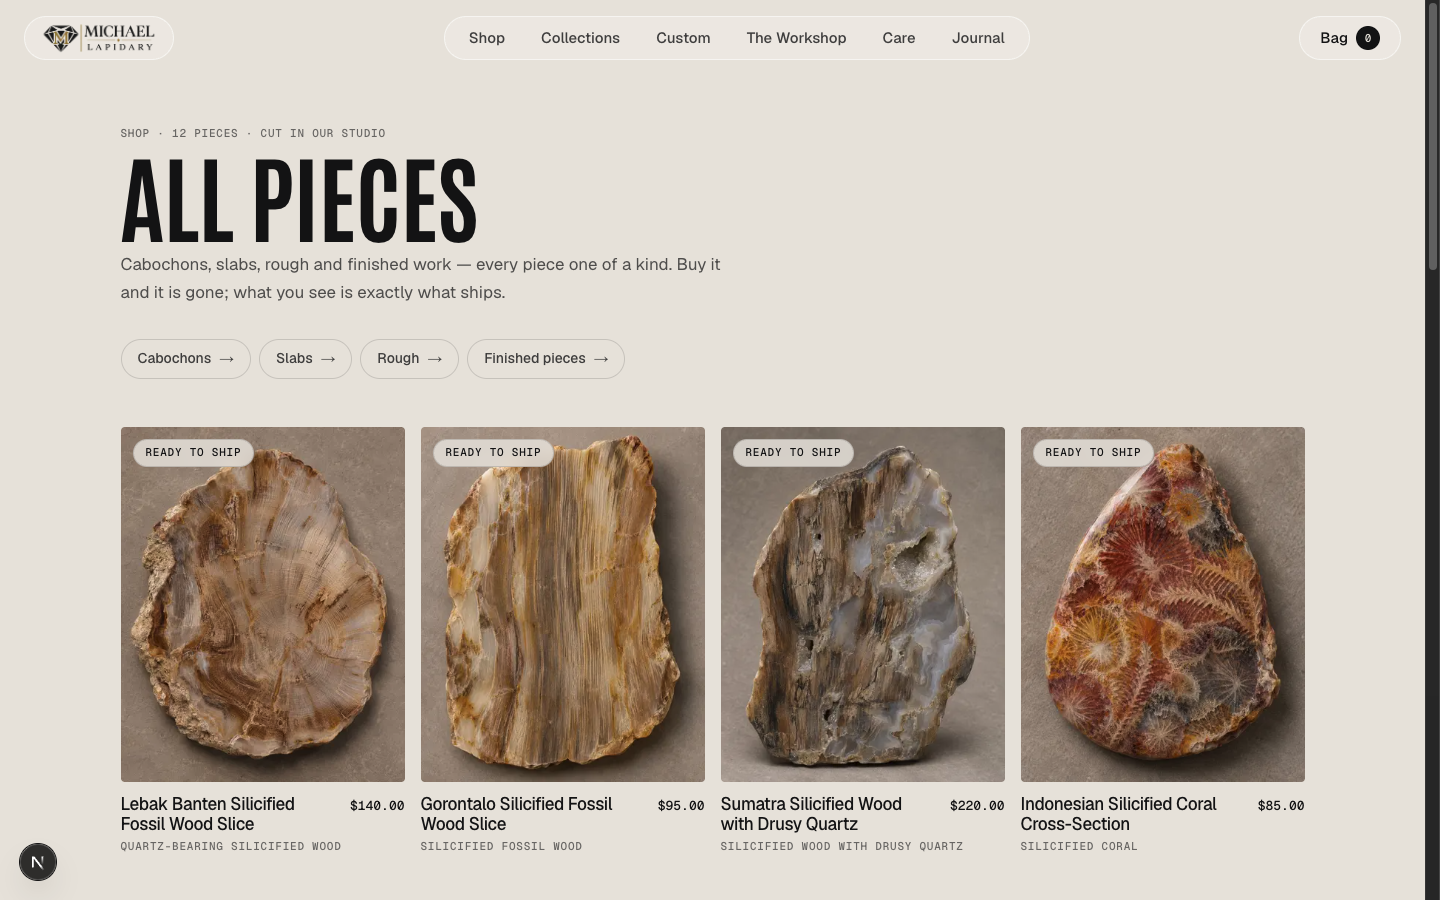 MICHAEL
LAPIDARY
Shop
Collections
Custom
The Workshop
Care
Journal
Bag 0
SHOP · 12 PIECES · CUT IN OUR STUDIO
ALL PIECES
Cabochons, slabs, rough and finished work — every piece one of a kind. Buy it
and it is gone; what you see is exactly what ships.
Cabochons →
Slabs →
Rough →
Finished pieces →
READY TO SHIP
READY TO SHIP
READY TO SHIP
READY TO SHIP
Lebak Banten Silicified
Fossil Wood Slice
$140.00
QUARTZ-BEARING SILICIFIED WOOD
Gorontalo Silicified Fossil
Wood Slice
$95.00
SILICIFIED FOSSIL WOOD
Sumatra Silicified Wood
with Drusy Quartz
$220.00
SILICIFIED WOOD WITH DRUSY QUARTZ
Indonesian Silicified Coral
Cross-Section
$85.00
SILICIFIED CORAL
N